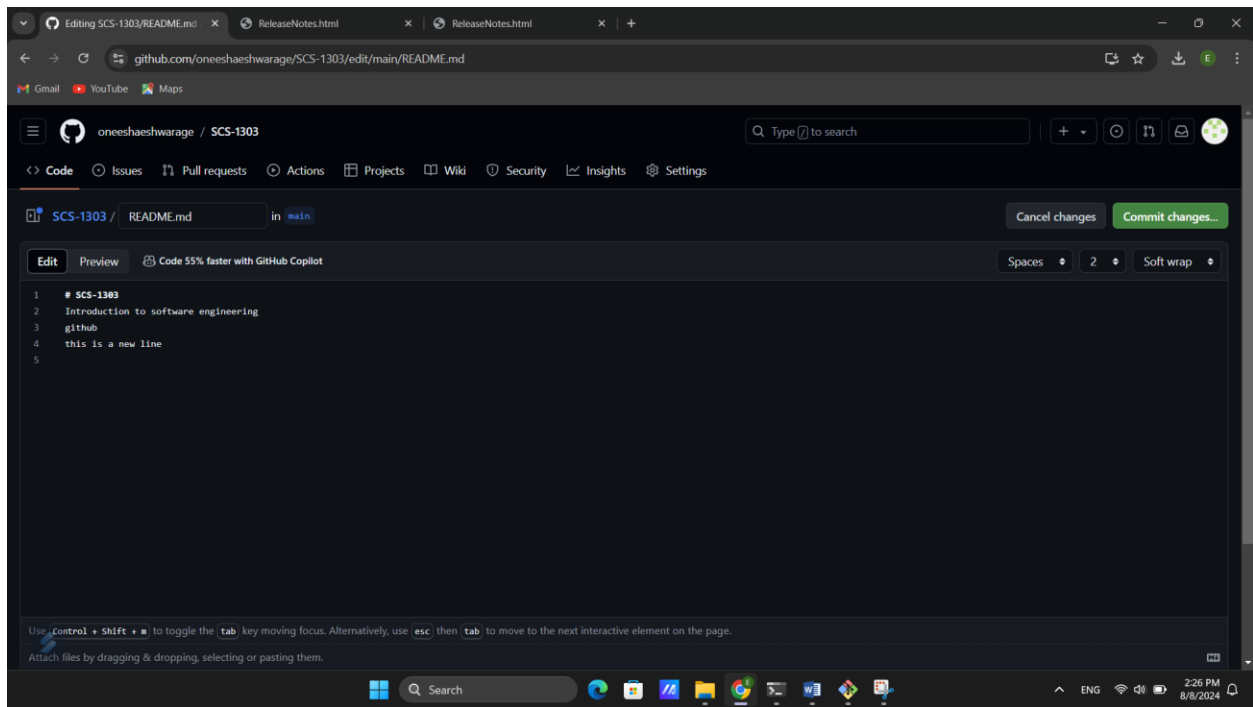 Editing SCS-1303/README.md
ReleaseNotes.html
ReleaseNotes.html
github.com/oneeshaeshwarage/SCS-1303/edit/main/README.md
E
Gmail YouTube Maps
oneeshaeshwarage / SCS-1303
Type / to search
Code Issues Pull requests Actions Projects Wiki Security Insights Settings
SCS-1303 / README.md in main
Cancel changes Commit changes...
Edit Preview Code 55% faster with GitHub Copilot
Spaces 2 Soft wrap
1 # SCS-1303
2 Introduction to software engineering
3 github
4 this is a new line
5
Use Control + Shift + m to toggle the tab key moving focus. Alternatively, use esc then tab to move to the next interactive element on the page.
Attach files by dragging & dropping, selecting or pasting them.
Search
ENG
2:26 PM
8/8/2024